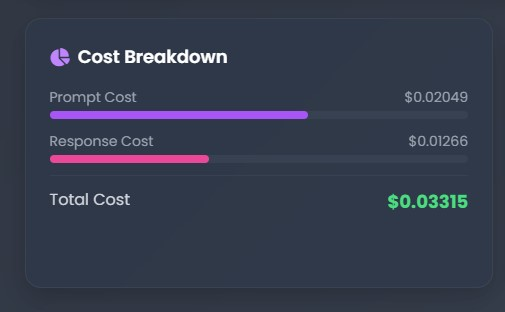 Cost Breakdown
Prompt Cost $0.02049
Response Cost $0.01266
Total Cost $0.03315